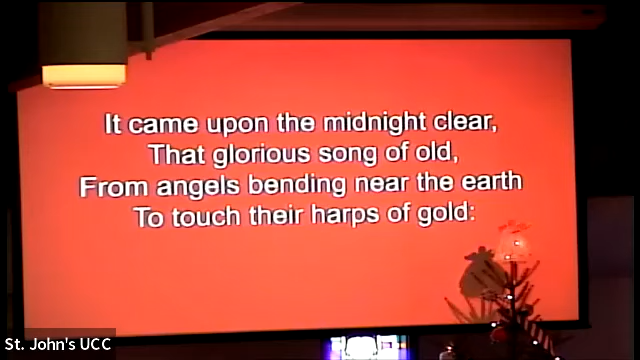 It came upon the midnight clear,
That glorious song of old,
From angels bending near the earth
To touch their harps of gold:
St. John's UCC